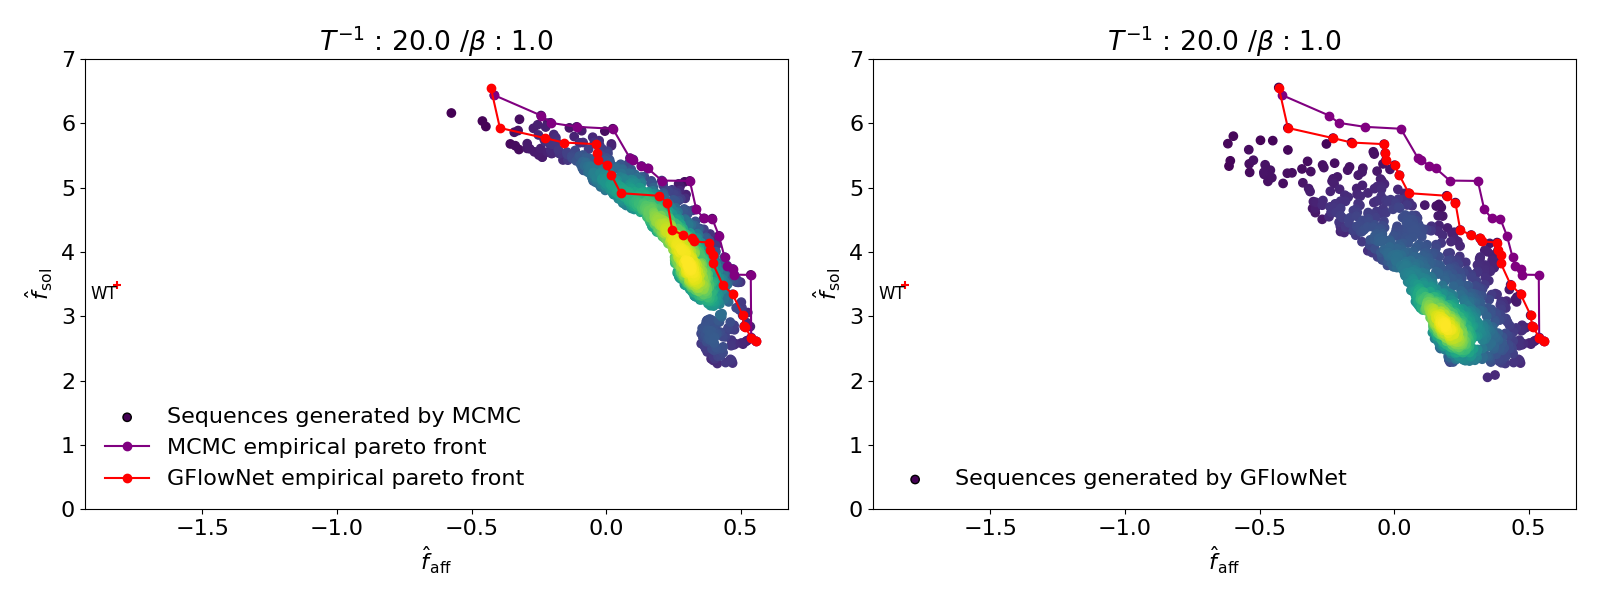 T⁻¹ : 20.0 /β : 1.0
7
6
5
4
3
2
1
0
f̂sol
WT
Sequences generated by MCMC
MCMC empirical pareto front
GFlowNet empirical pareto front
−1.5 −1.0 −0.5 0.0 0.5
f̂aff
T⁻¹ : 20.0 /β : 1.0
7
6
5
4
3
2
1
0
f̂sol
WT
Sequences generated by GFlowNet
−1.5 −1.0 −0.5 0.0 0.5
f̂aff